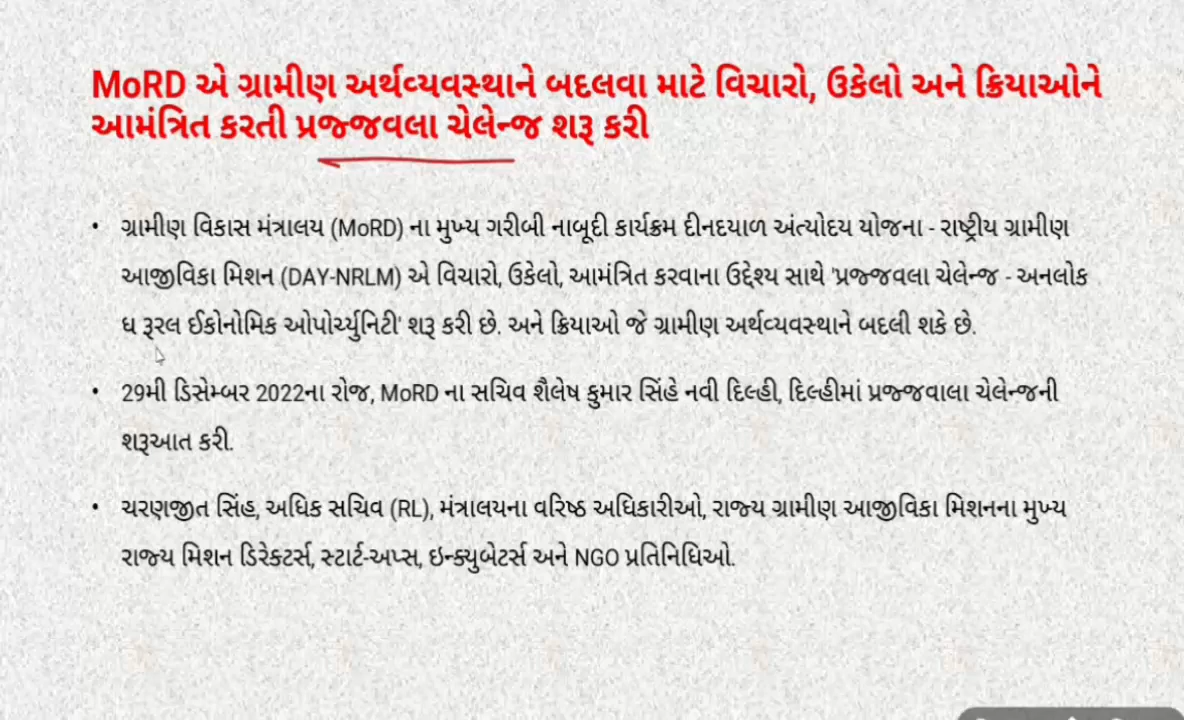 MoRD એ ગ્રામીણ અર્થવ્યવસ્થાને બદલવા માટે વિચારો, ઉકેલો અને ક્રિયાઓને
આમંત્રિત કરતી પ્રજ્જવલા ચેલેન્જ શરૂ કરી
• ગ્રામીણ વિકાસ મંત્રાલય (MoRD) ના મુખ્ય ગરીબી નાબૂદી કાર્યક્રમ દીનદયાળ અંત્યોદય યોજના - રાષ્ટ્રીય ગ્રામીણ
આજીવિકા મિશન (DAY-NRLM) એ વિચારો, ઉકેલો, આમંત્રિત કરવાના ઉદ્દેશ્ય સાથે 'પ્રજ્જવલા ચેલેન્જ - અનલોક
ધ રૂરલ ઈકોનોમિક ઓપોર્ચ્યુનિટી' શરૂ કરી છે. અને ક્રિયાઓ જે ગ્રામીણ અર્થવ્યવસ્થાને બદલી શકે છે.
• 29મી ડિસેમ્બર 2022ના રોજ, MoRD ના સચિવ શૈલેષ કુમાર સિંહે નવી દિલ્હી, દિલ્હીમાં પ્રજ્જવાલા ચેલેન્જની
શરૂઆત કરી.
• ચરણજીત સિંહ, અધિક સચિવ (RL), મંત્રાલયના વરિષ્ઠ અધિકારીઓ, રાજ્ય ગ્રામીણ આજીવિકા મિશનના મુખ્ય
રાજ્ય મિશન ડિરેક્ટર્સ, સ્ટાર્ટ-અપ્સ, ઇન્ક્યુબેટર્સ અને NGO પ્રતિનિધિઓ.